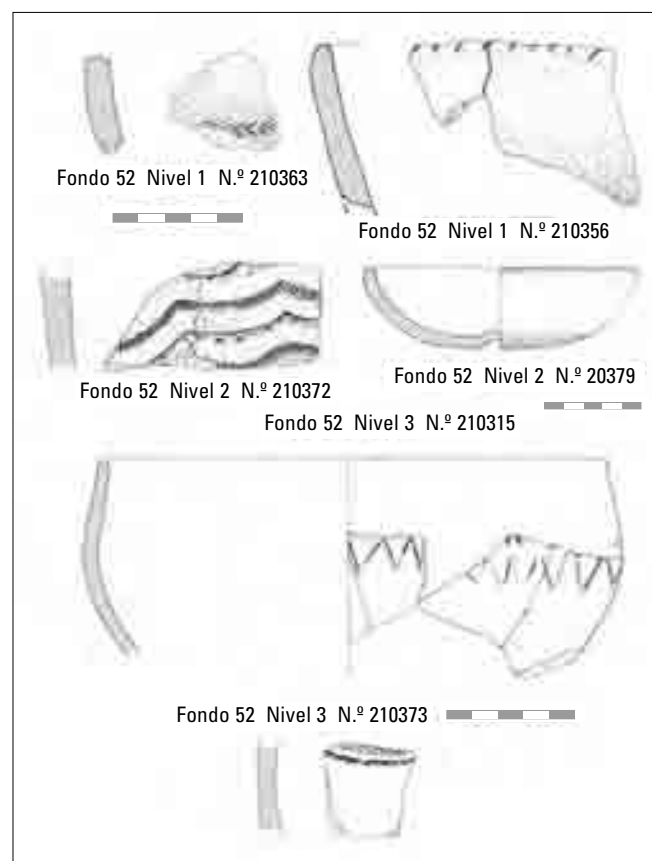 Fondo 52 Nivel 1 N.º 210363
Fondo 52 Nivel 1 N.º 210356
Fondo 52 Nivel 2 N.º 210372
Fondo 52 Nivel 2 N.º 20379
Fondo 52 Nivel 3 N.º 210315
Fondo 52 Nivel 3 N.º 210373